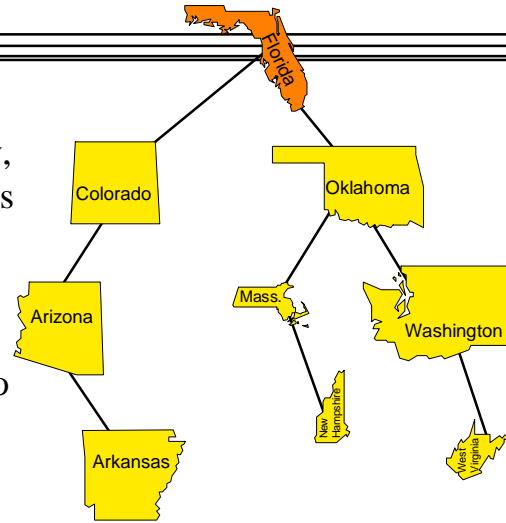 Florida
Colorado
Oklahoma
Arizona
Mass.
Washington
New
Hampshire
West
Virginia
Arkansas